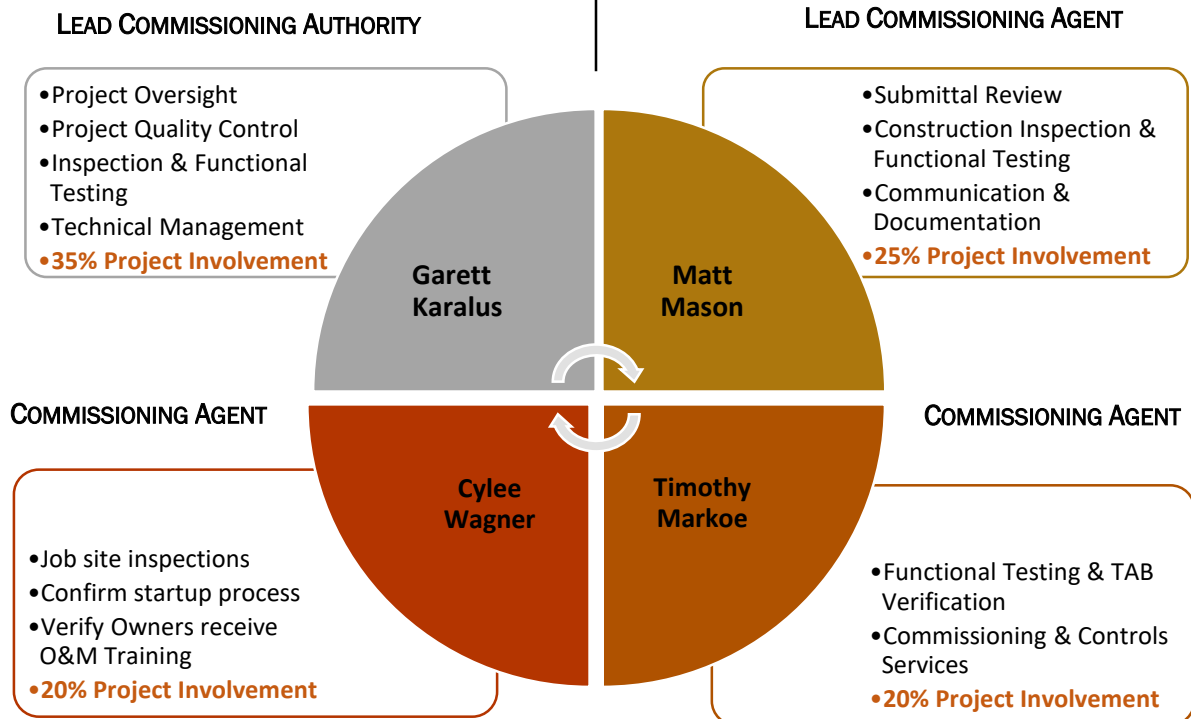 LEAD COMMISSIONING AUTHORITY
•Project Oversight
•Project Quality Control
•Inspection & Functional
Testing
•Technical Management
•35% Project Involvement
LEAD COMMISSIONING AGENT
•Submittal Review
•Construction Inspection &
Functional Testing
•Communication &
Documentation
•25% Project Involvement
Garett
Karalus
Matt
Mason
COMMISSIONING AGENT
Cylee
Wagner
•Job site inspections
•Confirm startup process
•Verify Owners receive
O&M Training
•20% Project Involvement
COMMISSIONING AGENT
Timothy
Markoe
•Functional Testing & TAB
Verification
•Commissioning & Controls
Services
•20% Project Involvement